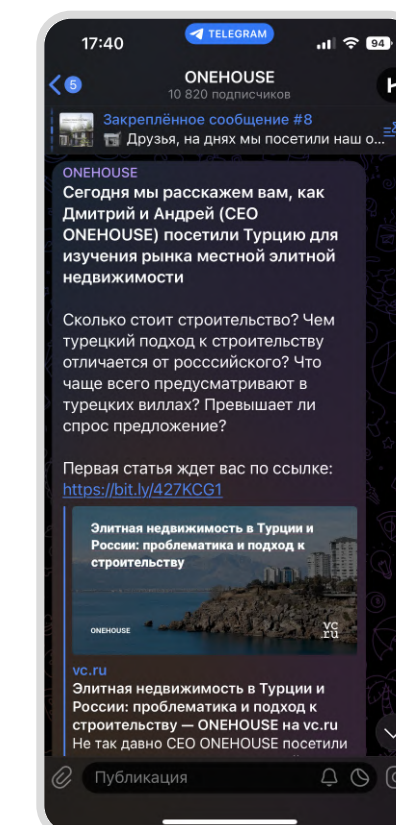 17:40
TELEGRAM
94
5
ONEHOUSE
10 820 подписчиков
Закреплённое сообщение #8
Друзья, на днях мы посетили наш о...
ONEHOUSE
Сегодня мы расскажем вам, как
Дмитрий и Андрей (CEO
ONEHOUSE) посетили Турцию для
изучения рынка местной элитной
недвижимости
Сколько стоит строительство? Чем
турецкий подход к строительству
отличается от росссийского? Что
чаще всего предусматривают в
турецких виллах? Превышает ли
спрос предложение?
Первая статья ждет вас по ссылке:
https://bit.ly/427KCG1
Элитная недвижимость в Турции и
России: проблематика и подход к
строительству
ONEHOUSE
vc
ru
vc.ru
Элитная недвижимость в Турции и
России: проблематика и подход к
строительству — ONEHOUSE на vc.ru
Не так давно CEO ONEHOUSE посетили
Публикация